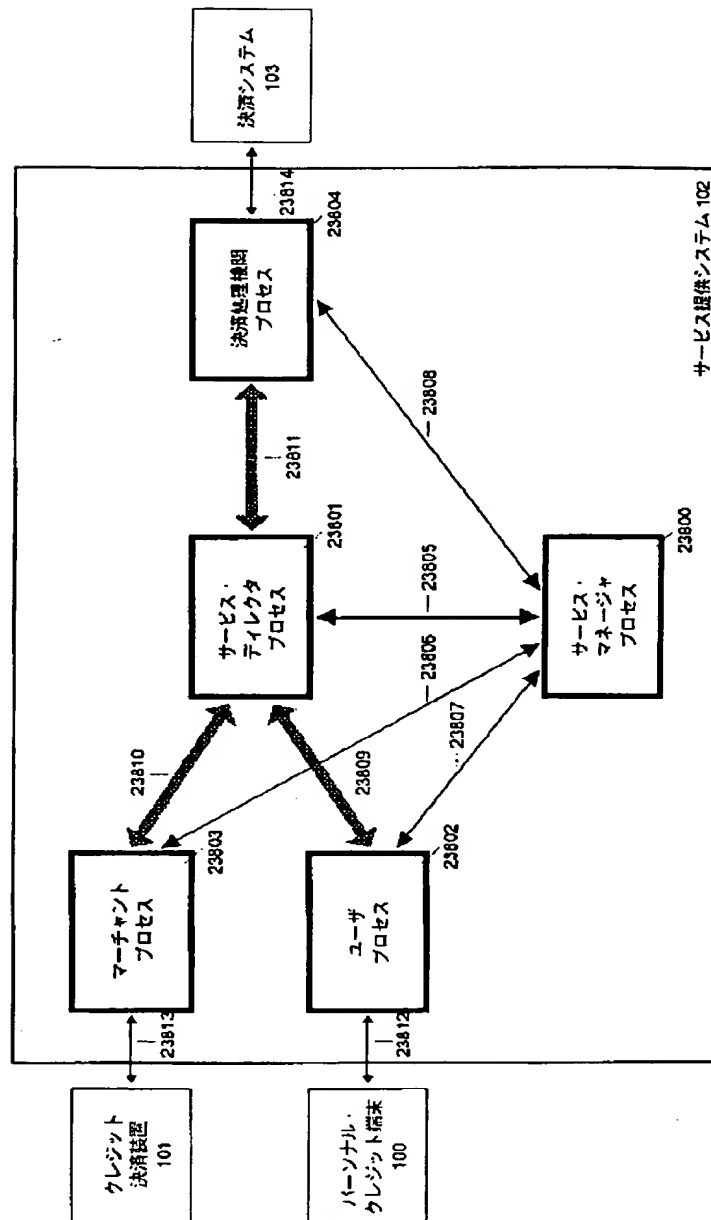 決済システム
103
23814
23804
決済処理機関
プロセス
サービス提供システム 102
23811
23808
23801
サービス・
ディレクタ
プロセス
23805
23806
23800
サービス・
マネージャ
プロセス
23810
23809
23807
23803
マーチャント
プロセス
23802
ユーザ
プロセス
23813
23812
クレジット
決済装置
101
パーソナル・
クレジット端末
100